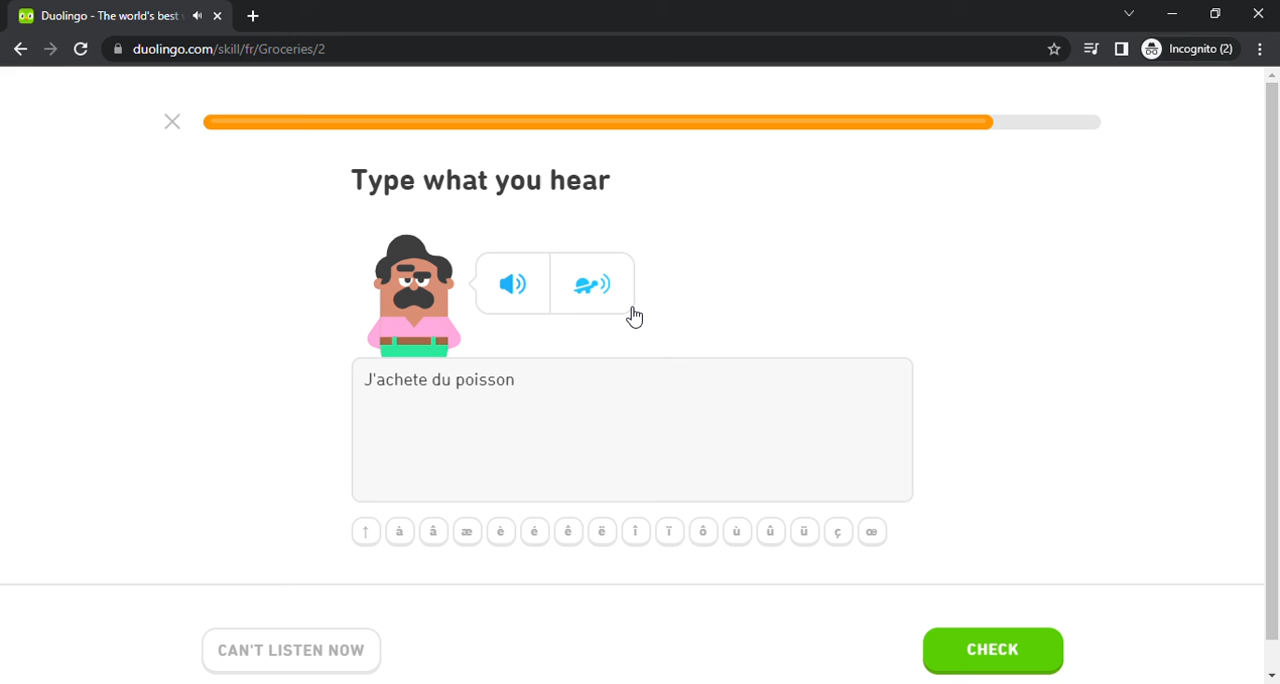 Duolingo - The world's best
duolingo.com/skill/fr/Groceries/2
Incognito (2)
Type what you hear
J'achete du poisson
↑ à â æ è é ê ë î ï ô ù û ü ç œ
CAN'T LISTEN NOW
CHECK